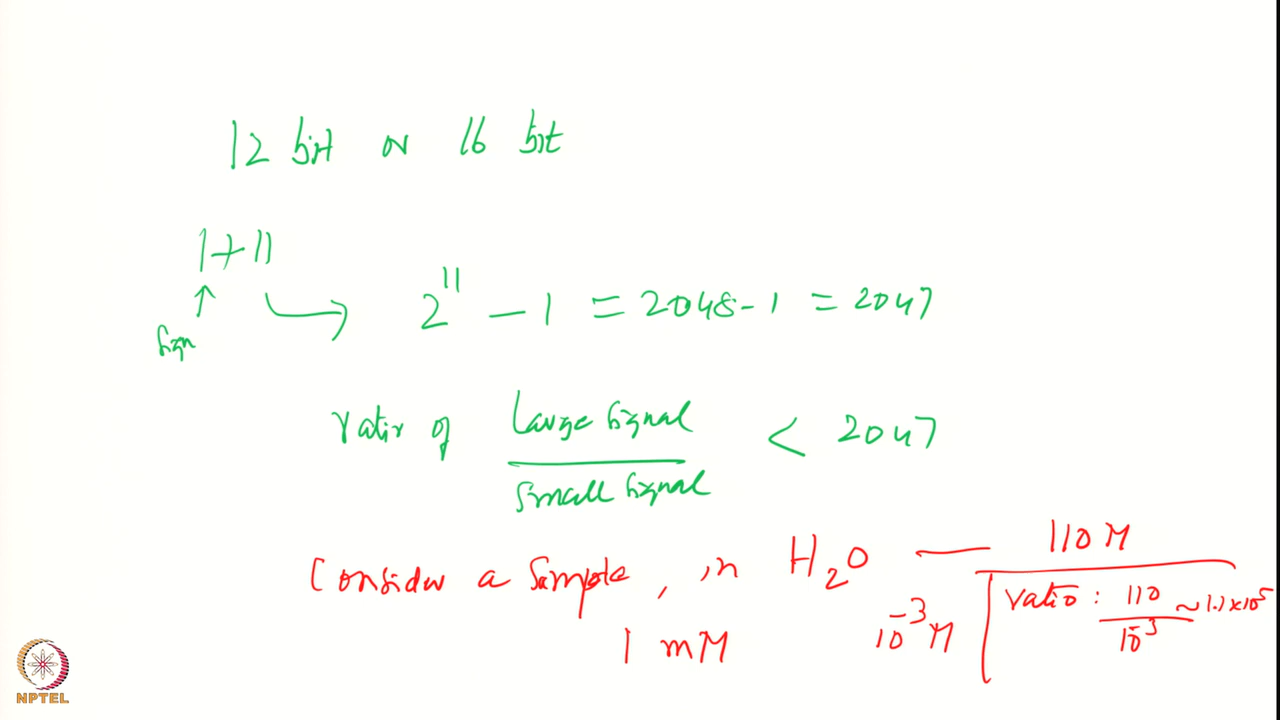 12 bit or 16 bit
1+11
↑
Sign
2^11 - 1 = 2048 - 1 = 2047
ratio of Large Signal / Small Signal < 2047
Consider a Sample, in H2O — 110 M
1 mM 10^-3 M
ratio : 110 / 10^-3 ~ 1.1 x 10^5
NPTEL